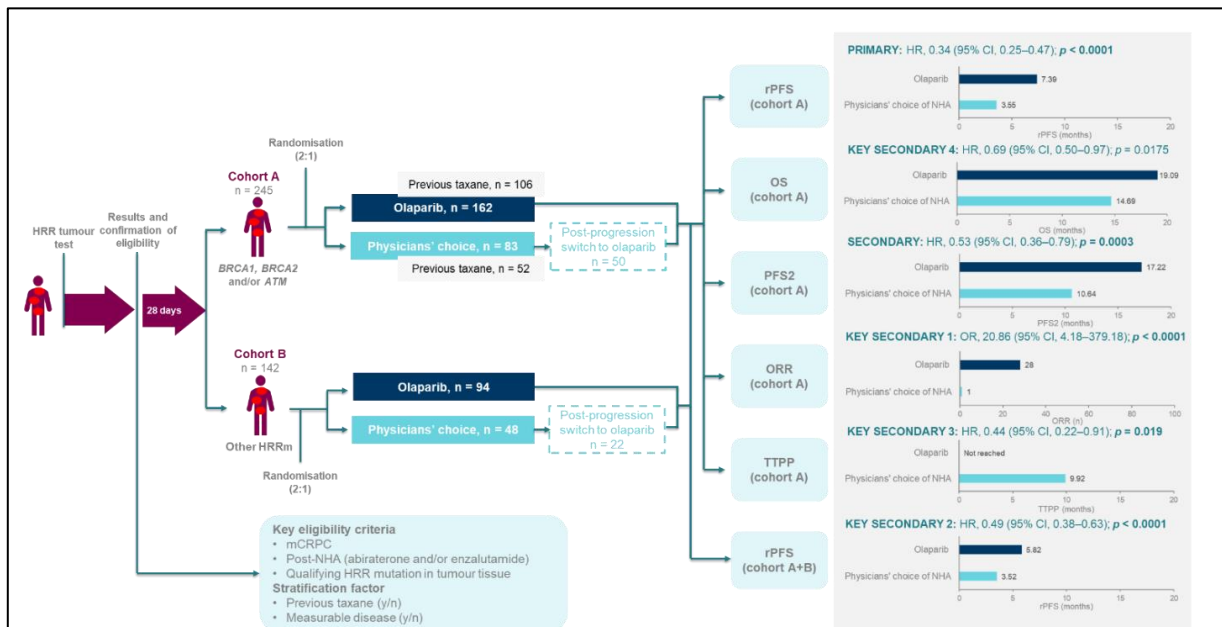 HRR tumour
test
Results and
confirmation of
eligibility
28 days
Randomisation
(2:1)
Cohort A
n = 245
BRCA1, BRCA2
and/or ATM
Previous taxane, n = 106
Olaparib, n = 162
Physicians' choice, n = 83
Previous taxane, n = 52
Post-progression
switch to olaparib
n = 50
Cohort B
n = 142
Other HRRm
Randomisation
(2:1)
Olaparib, n = 94
Physicians' choice, n = 48
Post-progression
switch to olaparib
n = 22
Key eligibility criteria
• mCRPC
• Post-NHA (abiraterone and/or enzalutamide)
• Qualifying HRR mutation in tumour tissue
Stratification factor
• Previous taxane (y/n)
• Measurable disease (y/n)
rPFS
(cohort A)
OS
(cohort A)
PFS2
(cohort A)
ORR
(cohort A)
TTPP
(cohort A)
rPFS
(cohort A+B)
PRIMARY: HR, 0.34 (95% CI, 0.25–0.47); p < 0.0001
Olaparib 7.39
Physicians' choice of NHA 3.55
0 5 10 15 20
rPFS (months)
KEY SECONDARY 4: HR, 0.69 (95% CI, 0.50–0.97); p = 0.0175
Olaparib 19.09
Physicians' choice of NHA 14.69
0 5 10 15 20
OS (months)
SECONDARY: HR, 0.53 (95% CI, 0.36–0.79); p = 0.0003
Olaparib 17.22
Physicians' choice of NHA 10.64
0 5 10 15 20
PFS2 (months)
KEY SECONDARY 1: OR, 20.86 (95% CI, 4.18–379.18); p < 0.0001
Olaparib 28
Physicians' choice of NHA 1
0 20 40 60 80 100
ORR (n)
KEY SECONDARY 3: HR, 0.44 (95% CI, 0.22–0.91); p = 0.019
Olaparib Not reached
Physicians' choice of NHA 9.92
0 5 10 15 20
TTPP (months)
KEY SECONDARY 2: HR, 0.49 (95% CI, 0.38–0.63); p < 0.0001
Olaparib 5.82
Physicians' choice of NHA 3.52
0 5 10 15 20
rPFS (months)